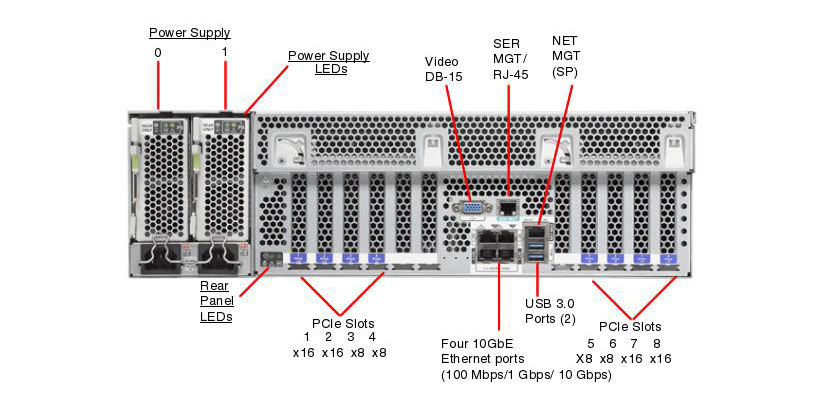 Power Supply
0 1
Power Supply
LEDs
Video
DB-15
SER
MGT/
RJ-45
NET
MGT
(SP)
Rear
Panel
LEDs
PCIe Slots
1 2 3 4
x16 x16 x8 x8
Four 10GbE
Ethernet ports
(100 Mbps/1 Gbps/ 10 Gbps)
USB 3.0
Ports (2)
PCIe Slots
5 6 7 8
X8 x8 x16 x16